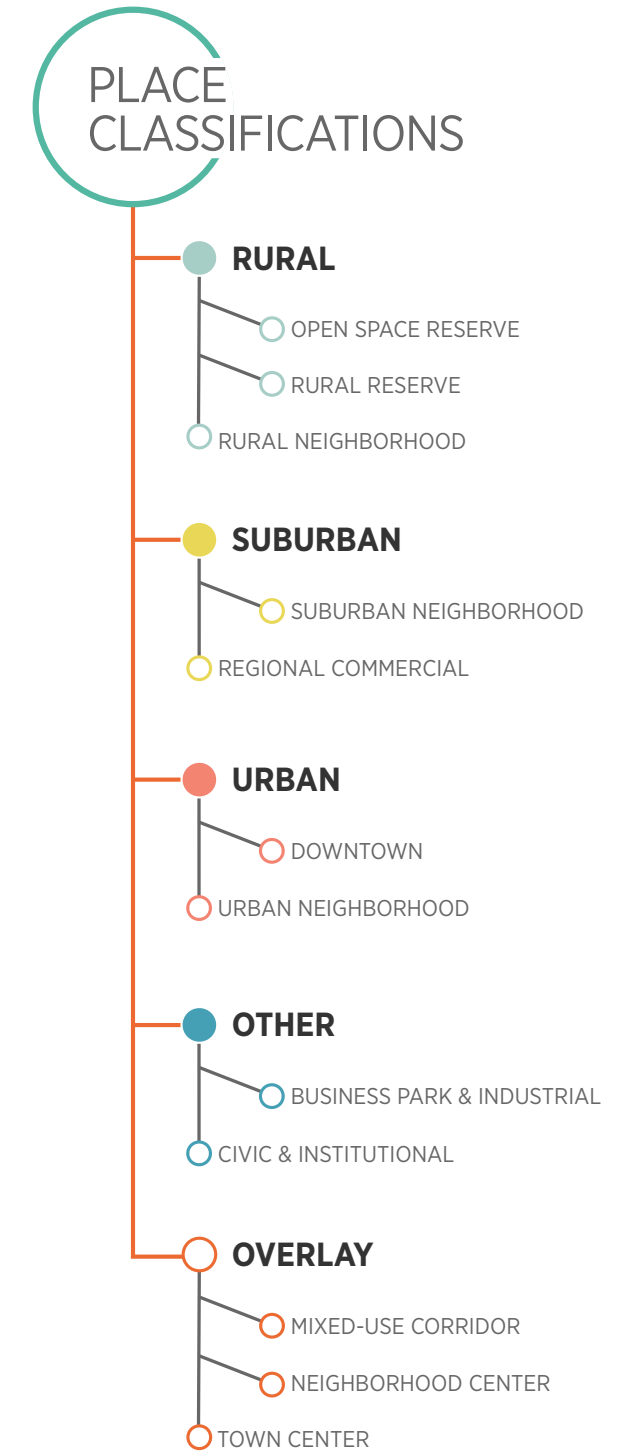 PLACE
CLASSIFICATIONS
RURAL
OPEN SPACE RESERVE
RURAL RESERVE
RURAL NEIGHBORHOOD
SUBURBAN
SUBURBAN NEIGHBORHOOD
REGIONAL COMMERCIAL
URBAN
DOWNTOWN
URBAN NEIGHBORHOOD
OTHER
BUSINESS PARK & INDUSTRIAL
CIVIC & INSTITUTIONAL
OVERLAY
MIXED-USE CORRIDOR
NEIGHBORHOOD CENTER
TOWN CENTER